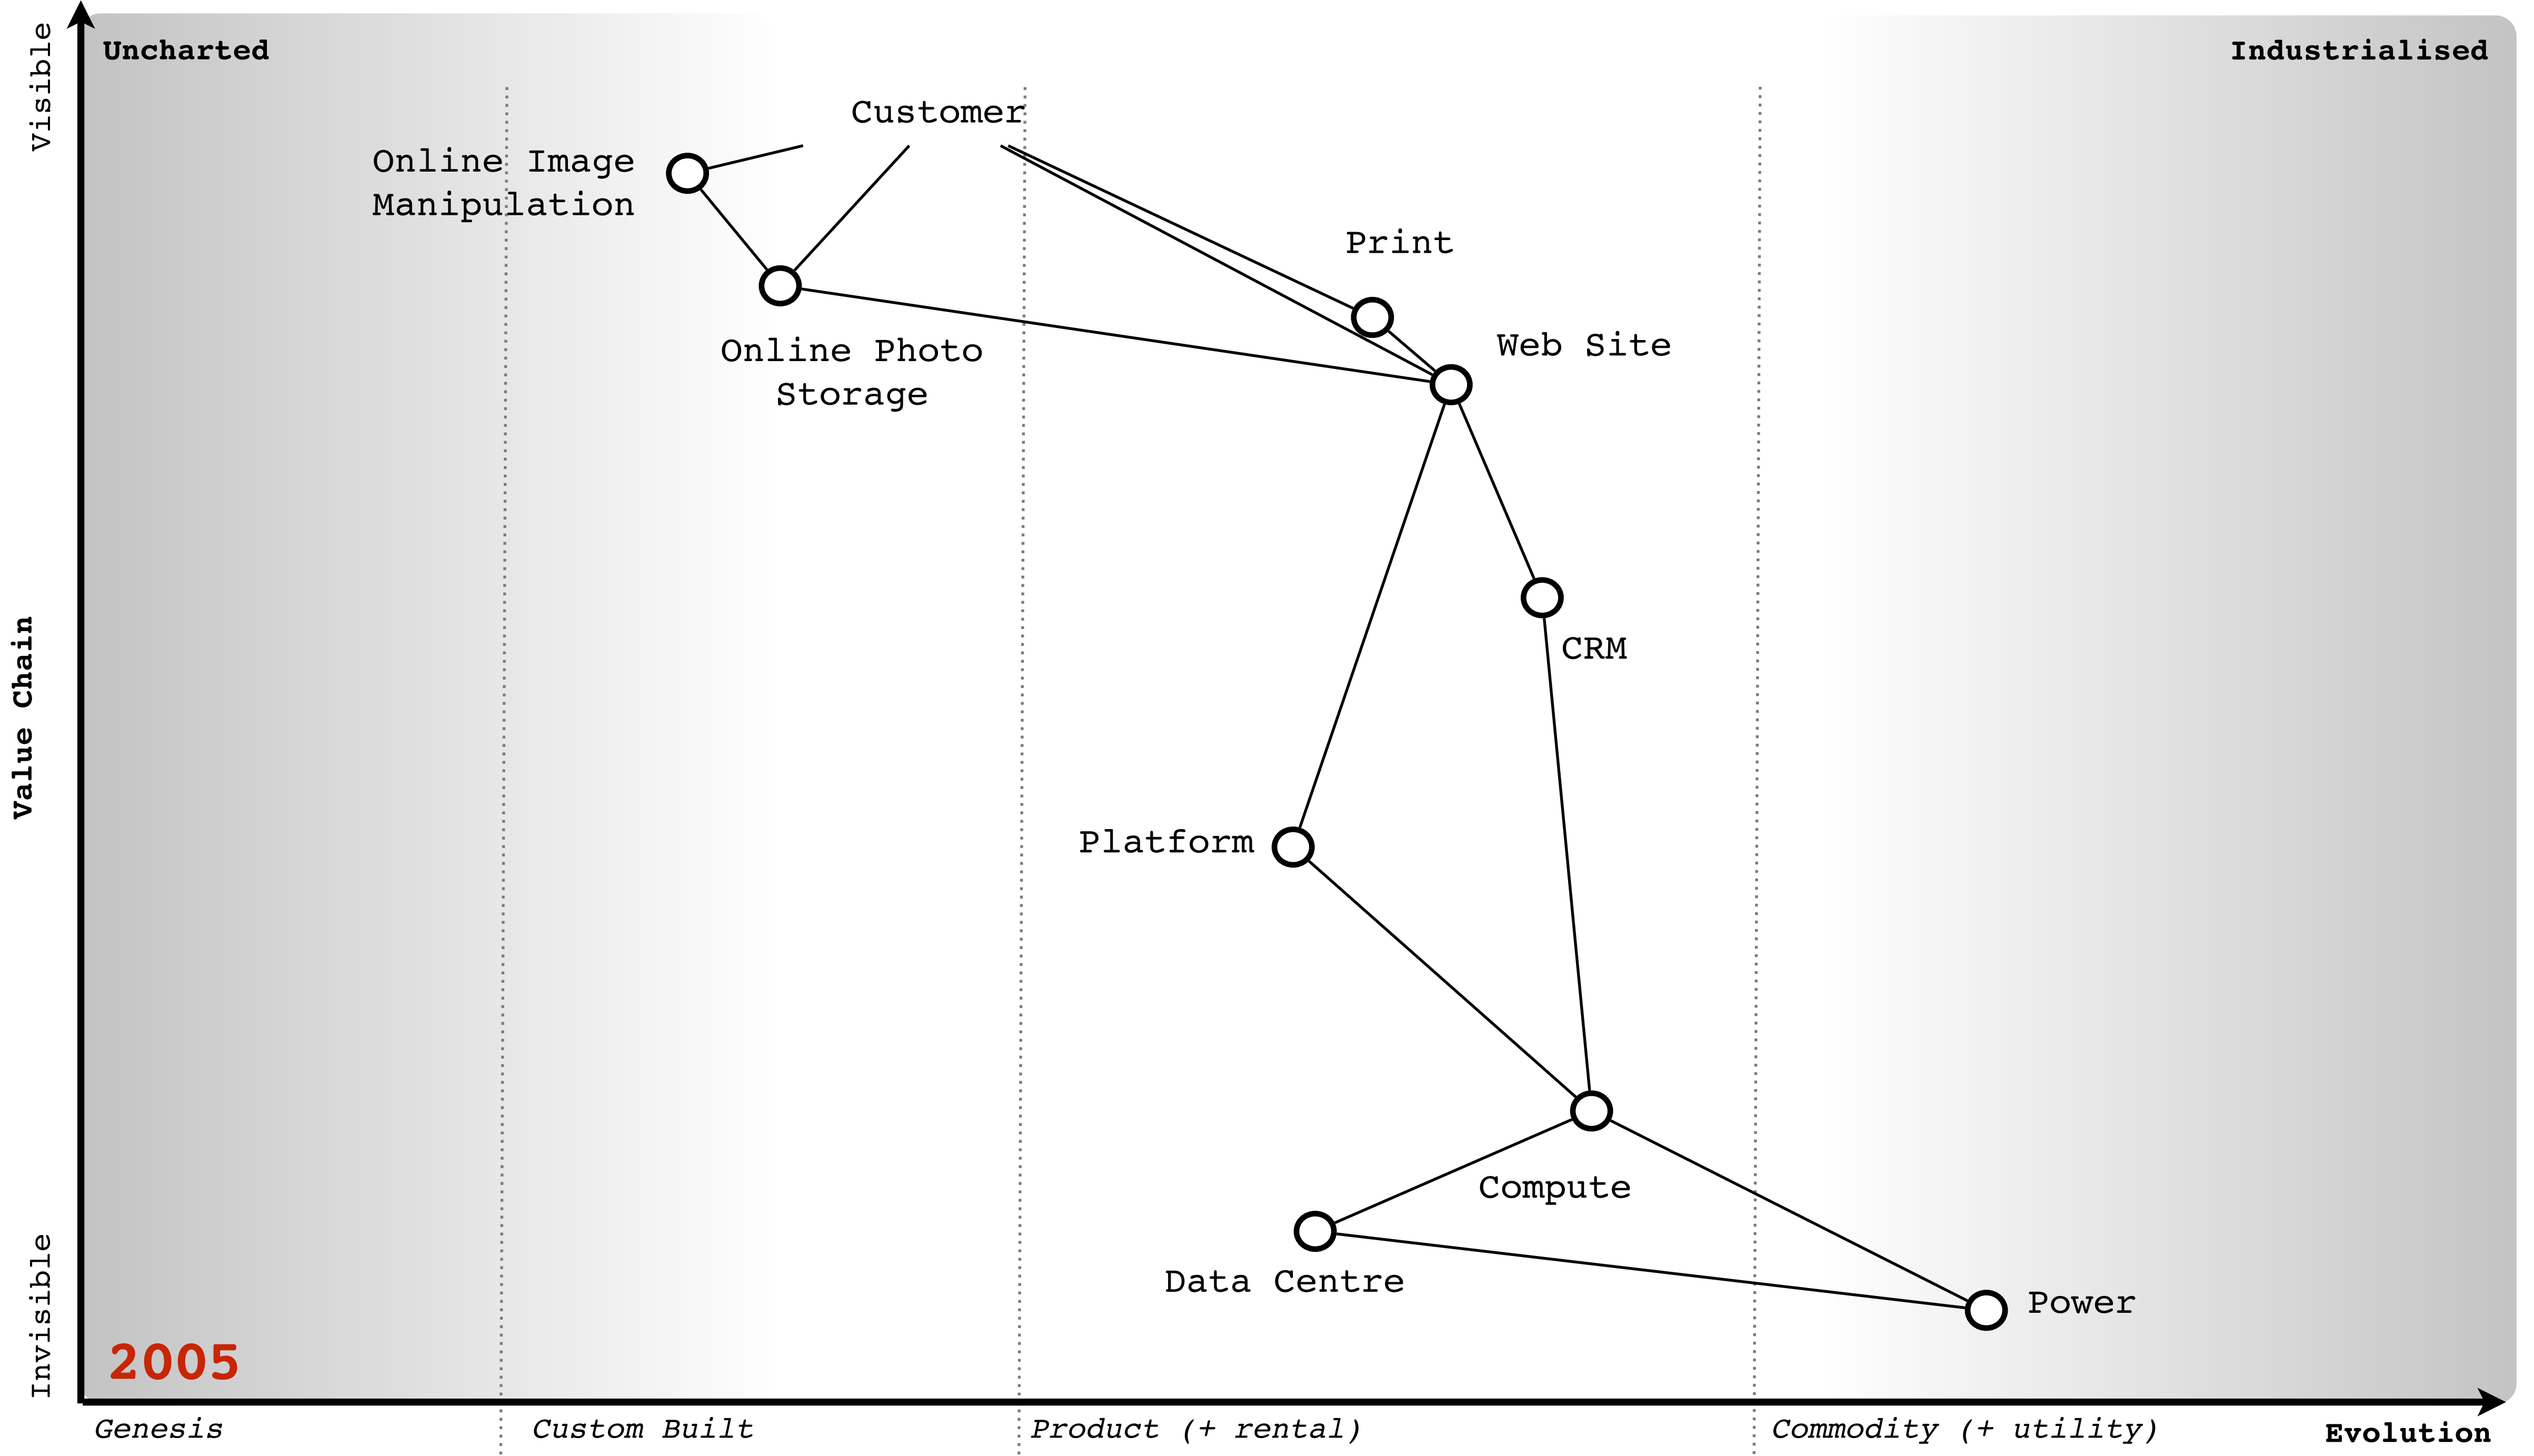 Visible
Uncharted
Industrialised
Customer
Online Image
Manipulation
Print
Web Site
Online Photo
Storage
Value Chain
CRM
Platform
Compute
Data Centre
Power
Invisible
2005
Genesis
Custom Built
Product (+ rental)
Commodity (+ utility)
Evolution